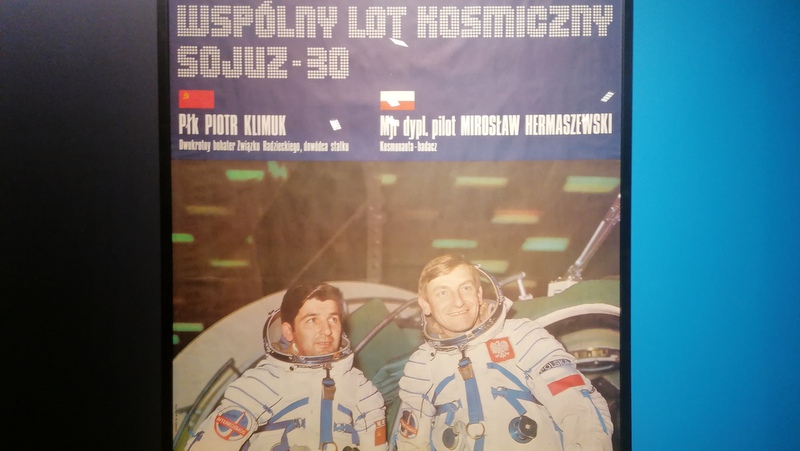 WSPÓLNY LOT KOSMICZNY
SOJUZ-30
Płk PIOTR KLIMUK
Dwukrotny bohater Związku Radzieckiego, dowódca statku
Mjr dypl. pilot MIROSŁAW HERMASZEWSKI
Kosmonauta-badacz
POLSKA